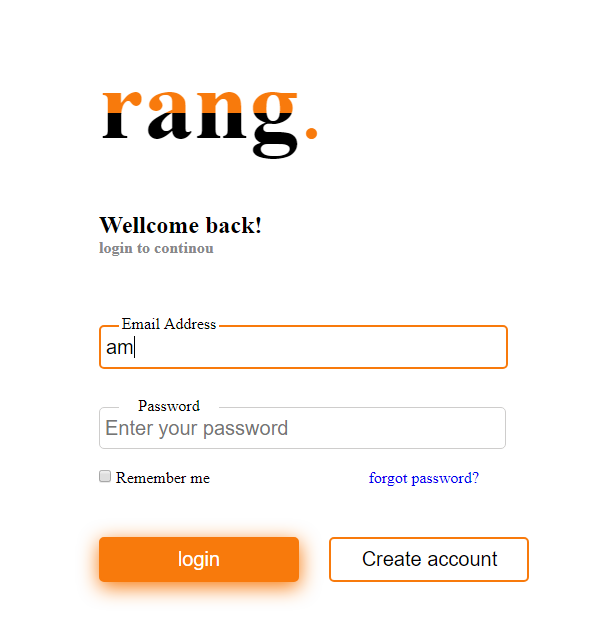 rang.
Wellcome back!
login to continou
Email Address
am
Password
Enter your password
Remember me forgot password?
login Create account